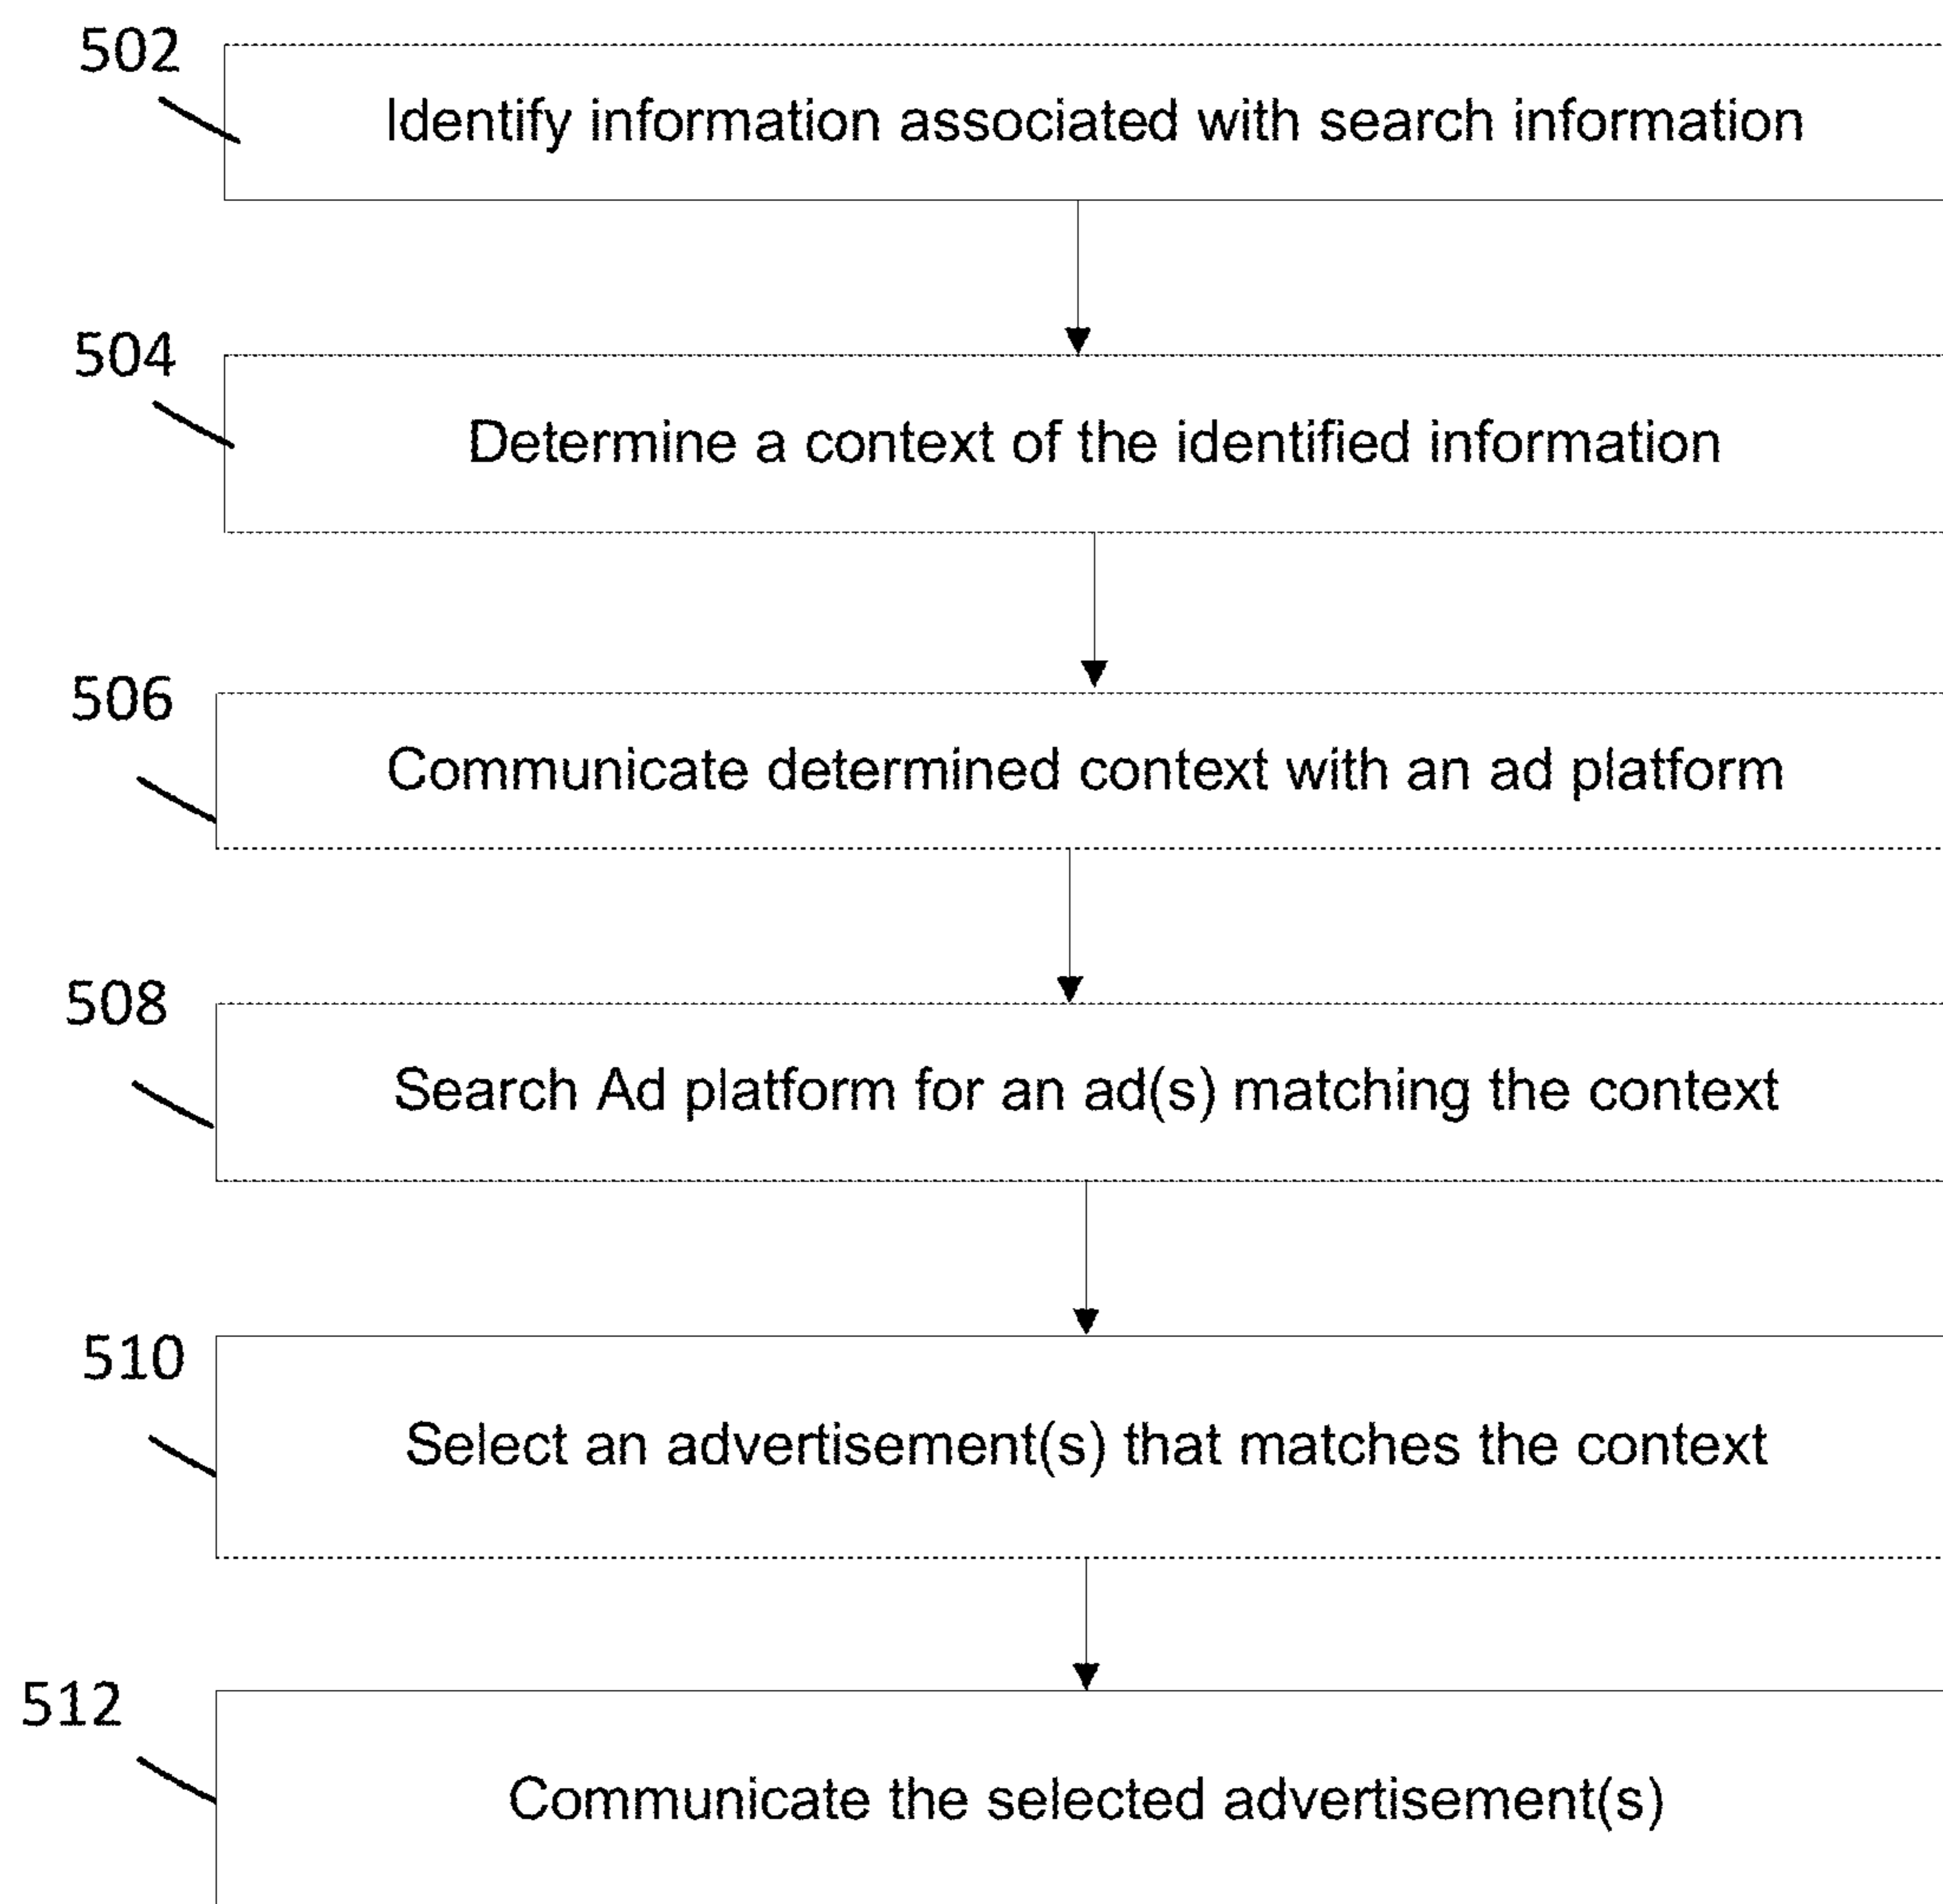 502
Identify information associated with search information
504
Determine a context of the identified information
506
Communicate determined context with an ad platform
508
Search Ad platform for an ad(s) matching the context
510
Select an advertisement(s) that matches the context
512
Communicate the selected advertisement(s)